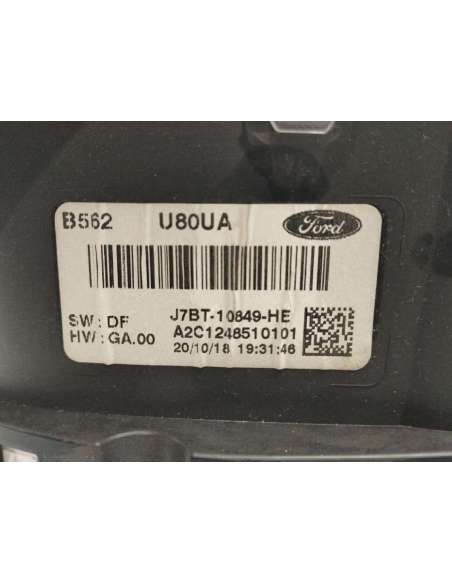 B562 U80UA Ford
SW : DF J7BT-10849-HE
HW : GA.00 A2C1248510101
20/10/18 19:31:46